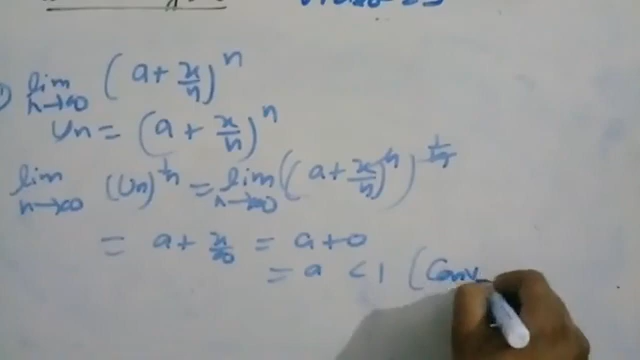 lim n→∞ (a + x/n)^n
Un = (a + x/n)^n
lim n→∞ (Un)^1/n = lim n→∞ ((a + x/n)^n)^1/n
= a + x/∞ = a+0
= a < 1 (Conv